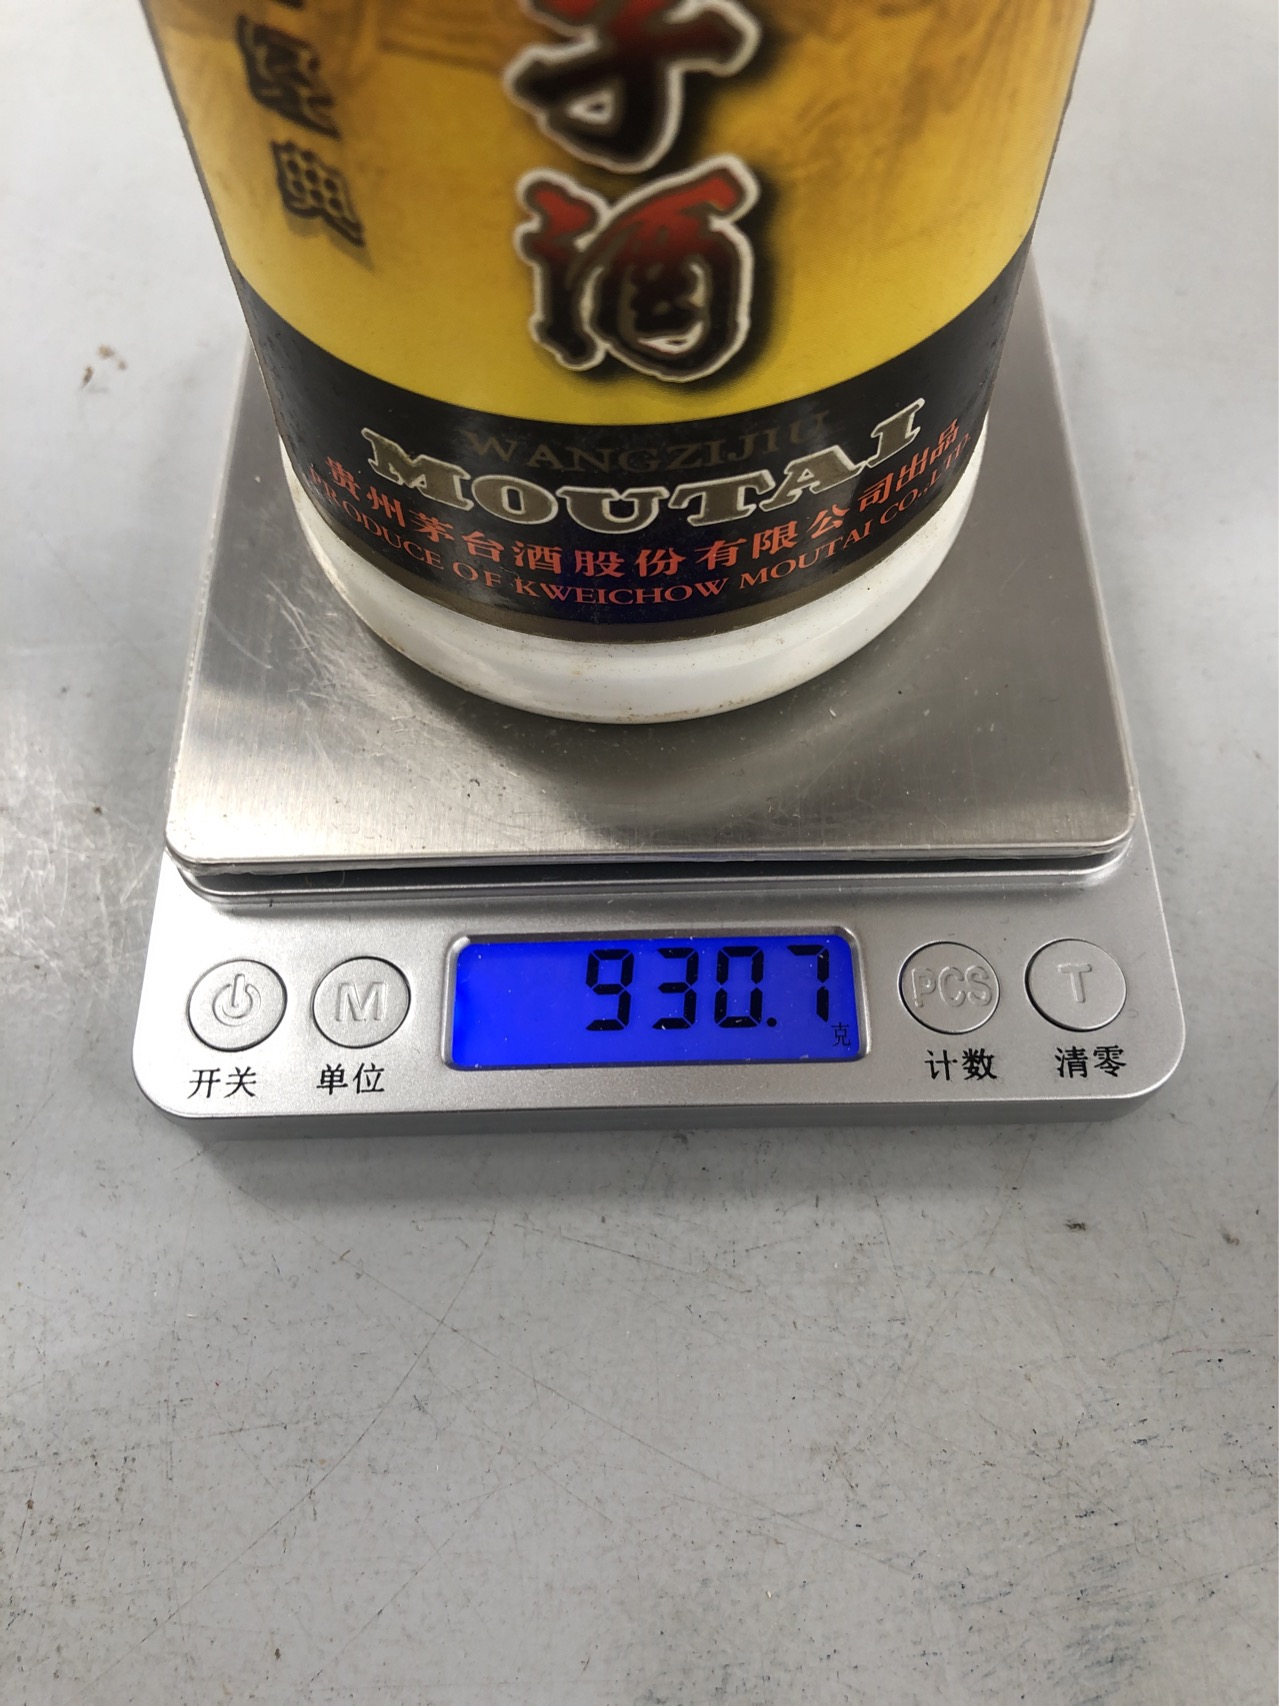 子酒
典
WANGZIJIU
MOUTAI
贵州茅台酒股份有限公司出品
PRODUCE OF KWEICHOW MOUTAI CO., LTD.
930.7
克
M
PCS
T
开关
单位
计数
清零